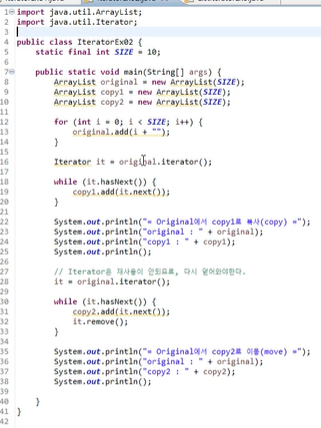 1 import java.util.ArrayList;
2 import java.util.Iterator;
3
4 public class IteratorEx02 {
5     static final int SIZE = 10;
6
7     public static void main(String[] args) {
8         ArrayList original = new ArrayList(SIZE);
9         ArrayList copy1 = new ArrayList(SIZE);
10         ArrayList copy2 = new ArrayList(SIZE);
11
12         for (int i = 0; i < SIZE; i++) {
13             original.add(i + "");
14         }
15
16         Iterator it = original.iterator();
17
18         while (it.hasNext()) {
19             copy1.add(it.next());
20         }
21
22         System.out.println("= Original에서 copy1로 복사(copy) =");
23         System.out.println("original : " + original);
24         System.out.println("copy1 : " + copy1);
25         System.out.println();
26
27         // Iterator은 재사용이 안되므로, 다시 얻어와야한다.
28         it = original.iterator();
29
30         while (it.hasNext()) {
31             copy2.add(it.next());
32             it.remove();
33         }
34
35         System.out.println("= Original에서 copy2로 이동(move) =");
36         System.out.println("original : " + original);
37         System.out.println("copy2 : " + copy2);
38         System.out.println();
39
40     }
41 }
42